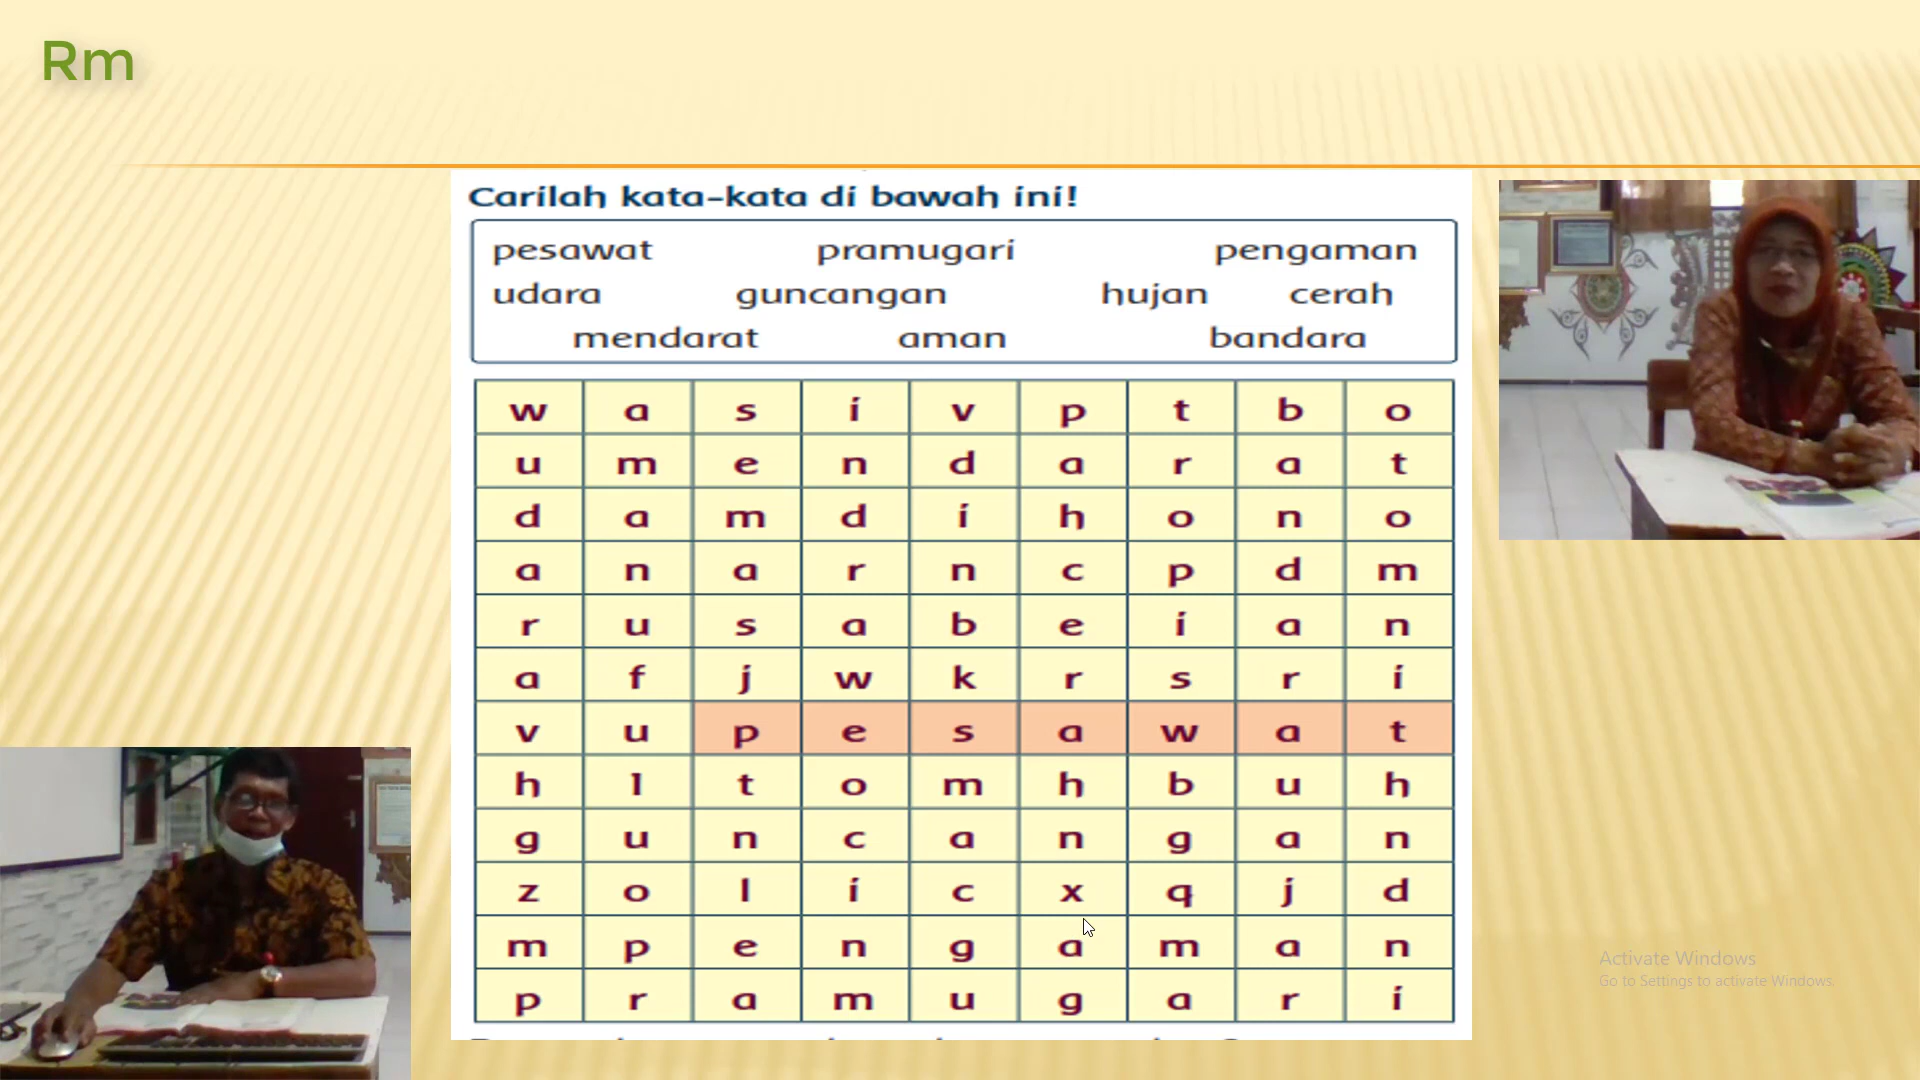 Rm
Carilah kata-kata di bawah ini!
pesawat pramugari pengaman
udara guncangan hujan cerah
mendarat aman bandara
w a s i v p t b o
u m e n d a r a t
d a m d i h o n o
a n a r n c p d m
r u s a b e i a n
a f j w k r s r i
v u p e s a w a t
h l t o m h b u h
g u n c a n g a n
z o l i c x q j d
m p e n g a m a n
p r a m u g a r i
Activate Windows
Go to Settings to activate Windows.